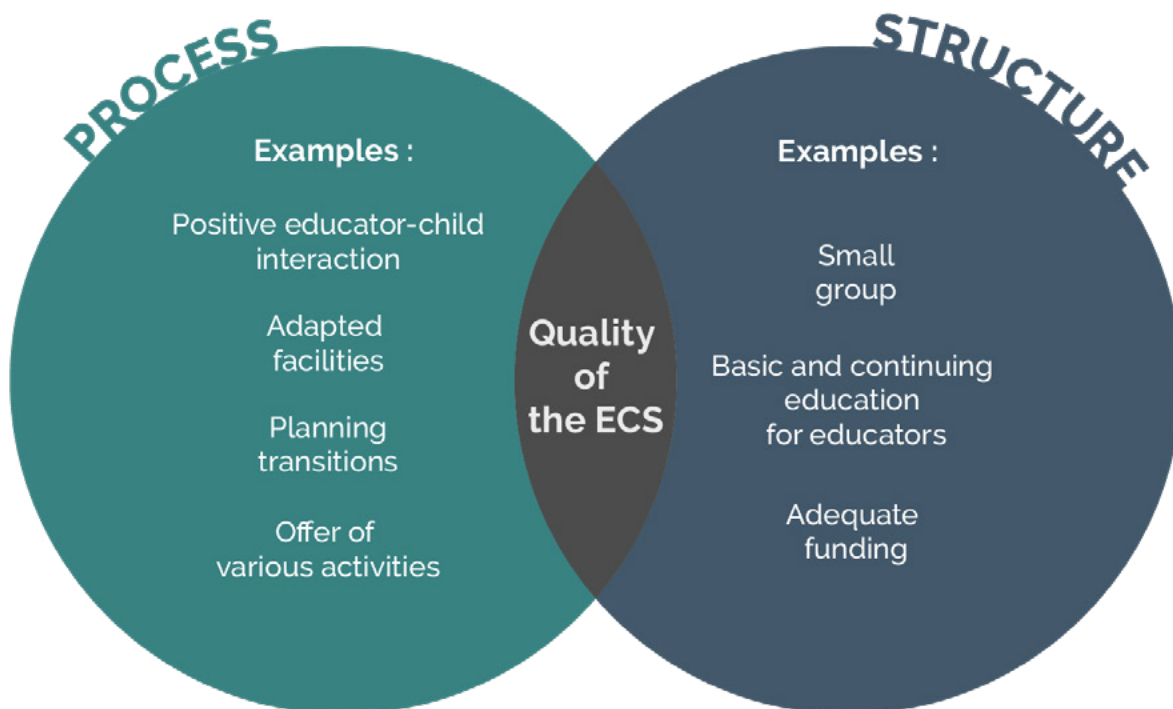 PROCESS
Examples :
Positive educator-child
interaction
Adapted
facilities
Planning
transitions
Offer of
various activities
Quality
of
the ECS
STRUCTURE
Examples :
Small
group
Basic and continuing
education
for educators
Adequate
funding